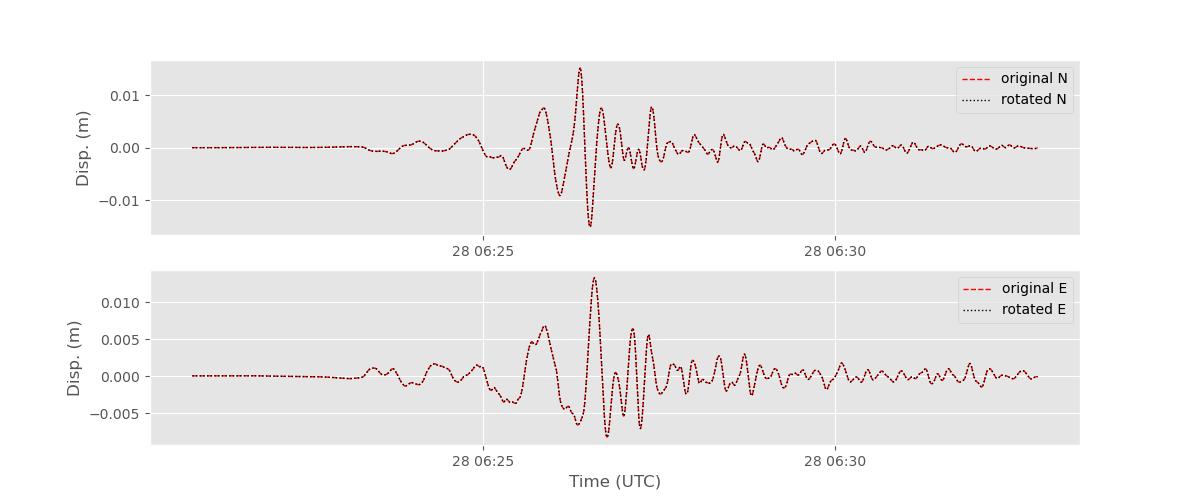 original N
rotated N
0.01
0.00
−0.01
Disp. (m)
28 06:25
28 06:30
original E
rotated E
0.010
0.005
0.000
−0.005
Disp. (m)
28 06:25
28 06:30
Time (UTC)